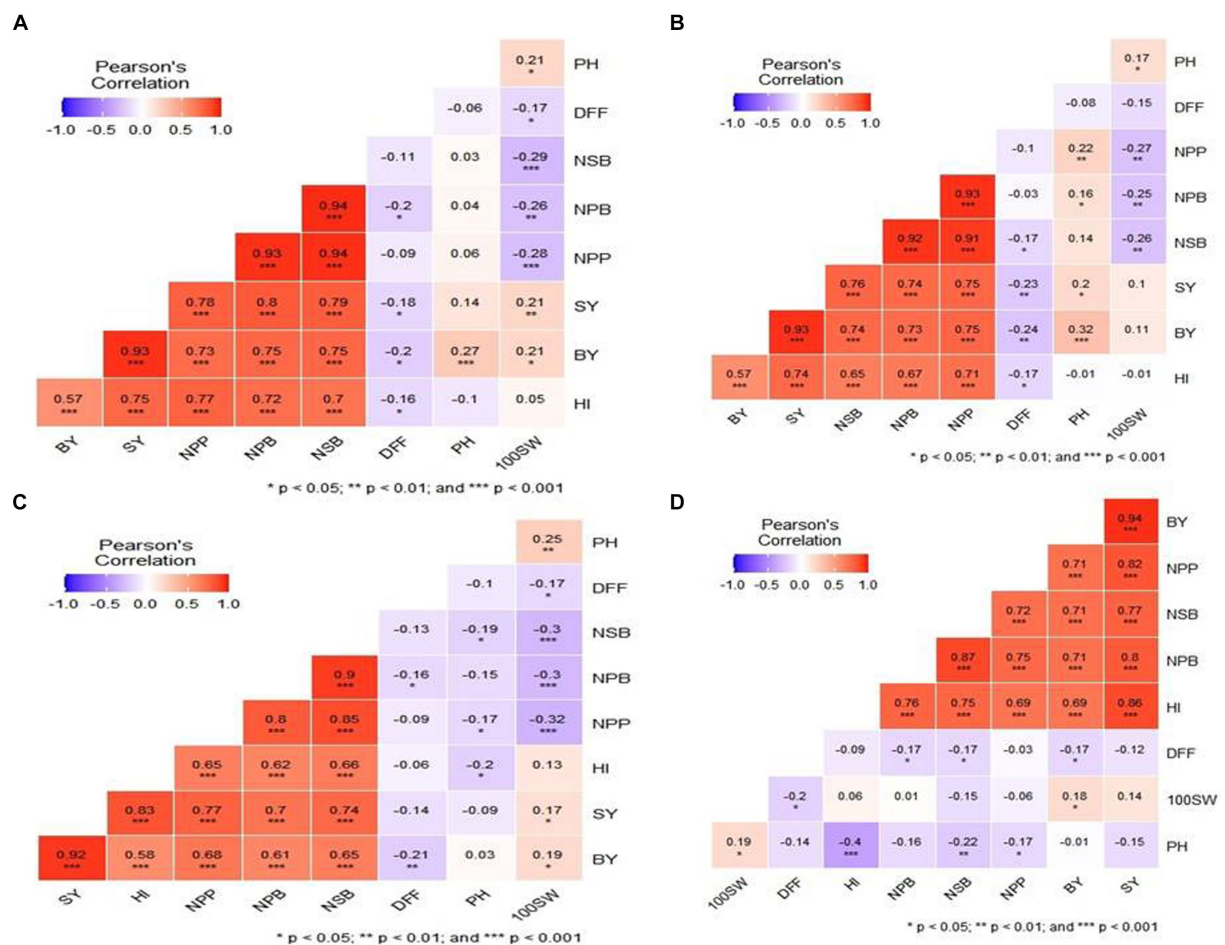 A
Pearson's
Correlation
-1.0 -0.5 0.0 0.5 1.0
0.21 PH
*
-0.06 -0.17 DFF
*
-0.11 0.03 -0.29 NSB
***
0.94 -0.2 0.04 -0.26 NPB
*** * **
0.93 0.94 -0.09 0.06 -0.28 NPP
*** *** ***
0.78 0.8 0.79 -0.18 0.14 0.21 SY
*** *** *** * **
0.93 0.73 0.75 0.75 -0.2 0.27 0.21 BY
*** *** *** *** * *** *
0.57 0.75 0.77 0.72 0.7 -0.16 -0.1 0.05 HI
*** *** *** *** *** *
BY SY NPP NPB NSB DFF PH 100SW
* p < 0.05; ** p < 0.01; and *** p < 0.001
B
Pearson's
Correlation
-1.0 -0.5 0.0 0.5 1.0
0.17 PH
*
-0.08 -0.15 DFF
-0.1 0.22 -0.27 NPP
** **
0.93 -0.03 0.16 -0.25 NPB
*** * **
0.92 0.91 -0.17 0.14 -0.26 NSB
*** *** * **
0.76 0.74 0.75 -0.23 0.2 0.1 SY
*** *** *** ** *
0.93 0.74 0.73 0.75 -0.24 0.32 0.11 BY
*** *** *** *** ** ***
0.57 0.74 0.65 0.67 0.71 -0.17 -0.01 -0.01 HI
*** *** *** *** *** *
BY SY NSB NPB NPP DFF PH 100SW
* p < 0.05; ** p < 0.01; and *** p < 0.001
C
Pearson's
Correlation
-1.0 -0.5 0.0 0.5 1.0
0.25 PH
**
-0.1 -0.17 DFF
*
-0.13 -0.19 -0.3 NSB
* ***
0.9 -0.16 -0.15 -0.3 NPB
*** * ***
0.8 0.85 -0.09 -0.17 -0.32 NPP
*** *** * ***
0.65 0.62 0.66 -0.06 -0.2 0.13 HI
*** *** *** *
0.83 0.77 0.7 0.74 -0.14 -0.09 0.17 SY
*** *** *** *** *
0.92 0.58 0.68 0.61 0.65 -0.21 0.03 0.19 BY
*** *** *** *** *** ** *
SY HI NPP NPB NSB DFF PH 100SW
* p < 0.05; ** p < 0.01; and *** p < 0.001
D
Pearson's
Correlation
-1.0 -0.5 0.0 0.5 1.0
0.94 BY
***
0.71 0.82 NPP
*** ***
0.72 0.71 0.77 NSB
*** *** ***
0.87 0.75 0.71 0.8 NPB
*** *** *** ***
0.76 0.75 0.69 0.69 0.86 HI
*** *** *** *** ***
-0.09 -0.17 -0.17 -0.03 -0.17 -0.12 DFF
* * *
-0.2 0.06 0.01 -0.15 -0.06 0.18 0.14 100SW
* *
0.19 -0.14 -0.4 -0.16 -0.22 -0.17 -0.01 -0.15 PH
* *** ** *
100SW DFF HI NPB NSB NPP BY SY
* p < 0.05; ** p < 0.01; and *** p < 0.001